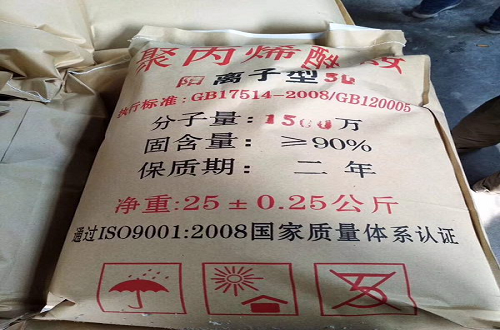 聚丙烯酰胺
阳离子型50
执行标准:GB17514-2008/GB120005
分子量:1500万
固含量:≥90%
保质期:二年
净重:25±0.25公斤
通过ISO9001:2008国家质量体系认证